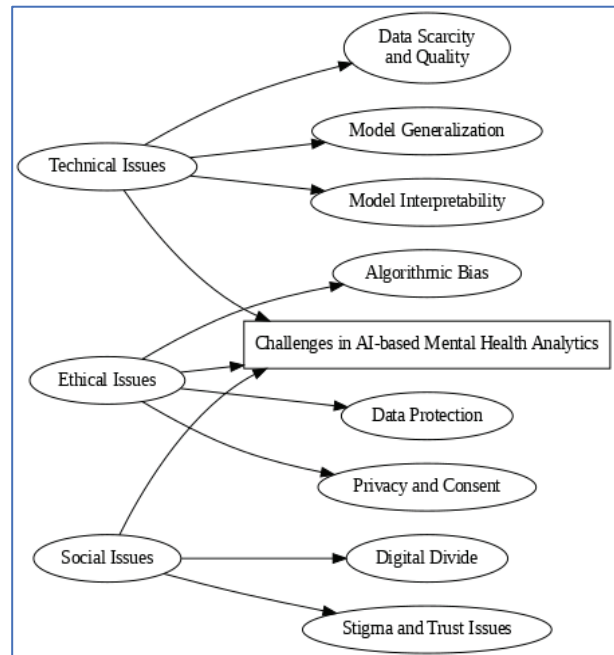 Data Scarcity
and Quality
Model Generalization
Technical Issues
Model Interpretability
Algorithmic Bias
Challenges in AI-based Mental Health Analytics
Ethical Issues
Data Protection
Privacy and Consent
Social Issues
Digital Divide
Stigma and Trust Issues